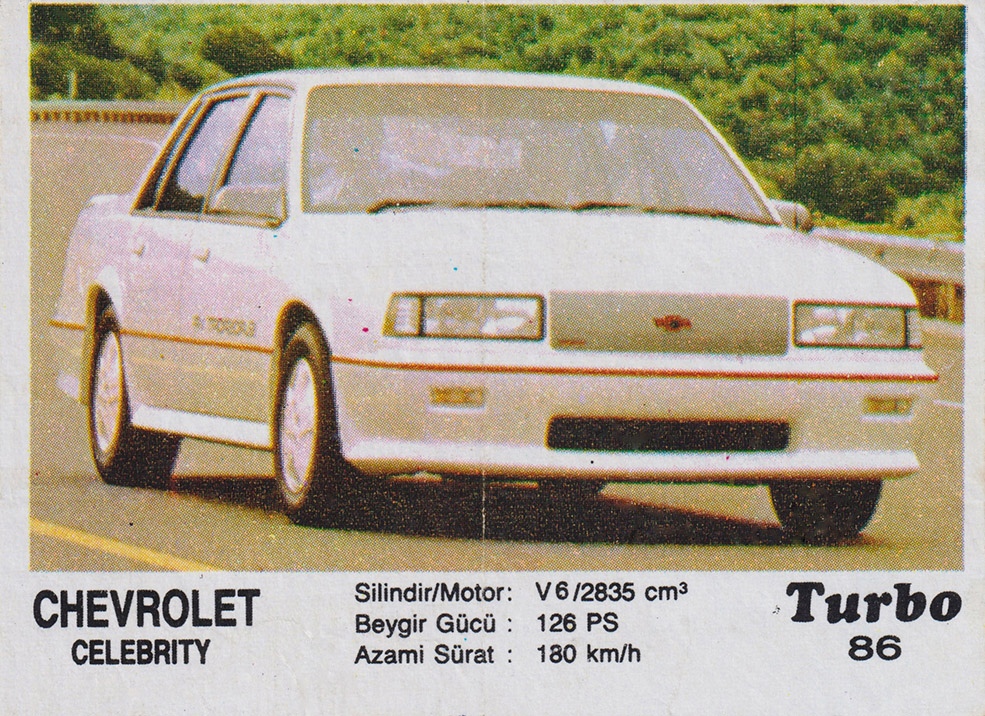 CHEVROLET
CELEBRITY
Silindir/Motor: V6/2835 cm³
Beygir Gücü : 126 PS
Azami Sürat : 180 km/h
Turbo
86